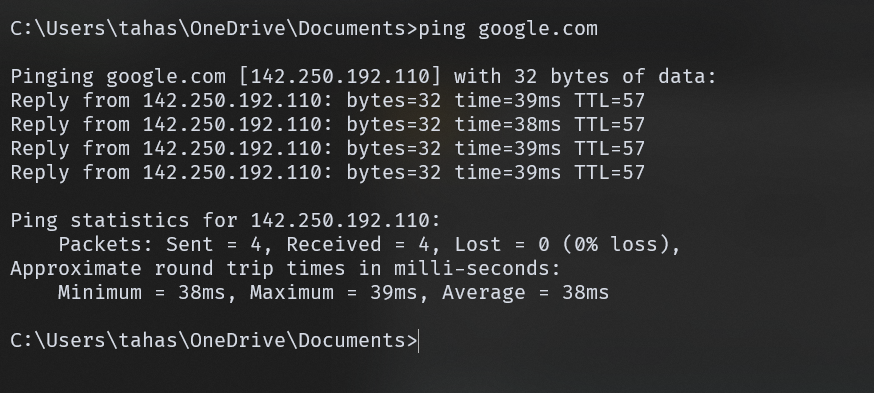 C:\Users\tahas\OneDrive\Documents>ping google.com
Pinging google.com [142.250.192.110] with 32 bytes of data:
Reply from 142.250.192.110: bytes=32 time=39ms TTL=57
Reply from 142.250.192.110: bytes=32 time=38ms TTL=57
Reply from 142.250.192.110: bytes=32 time=39ms TTL=57
Reply from 142.250.192.110: bytes=32 time=39ms TTL=57
Ping statistics for 142.250.192.110:
    Packets: Sent = 4, Received = 4, Lost = 0 (0% loss),
Approximate round trip times in milli-seconds:
    Minimum = 38ms, Maximum = 39ms, Average = 38ms
C:\Users\tahas\OneDrive\Documents>